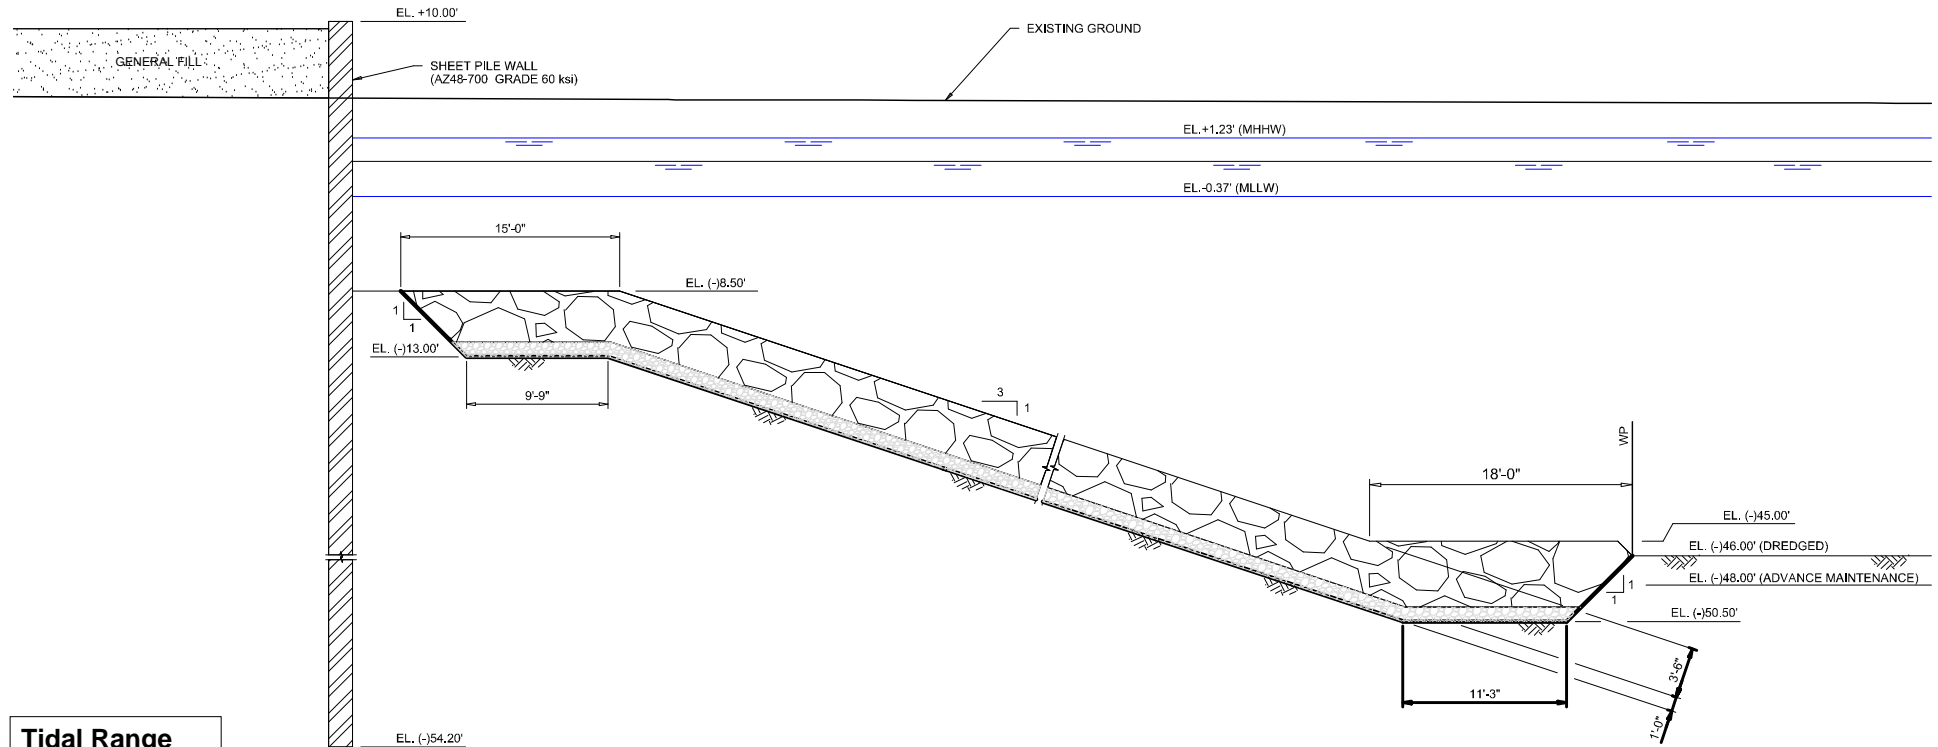 EL. +10.00'
EXISTING GROUND
GENERAL FILL
SHEET PILE WALL
(AZ48-700 GRADE 60 ksi)
EL.+1.23' (MHHW)
EL.-0.37' (MLLW)
15'-0"
EL. (-)8.50'
1
1
EL. (-)13.00'
9'-9"
3
1
WP
18'-0"
EL. (-)45.00'
EL. (-)46.00' (DREDGED)
EL. (-)48.00' (ADVANCE MAINTENANCE)
1
1
EL. (-)50.50'
3'-6"
11'-3"
1'-0"
Tidal Range
EL. (-)54.20'